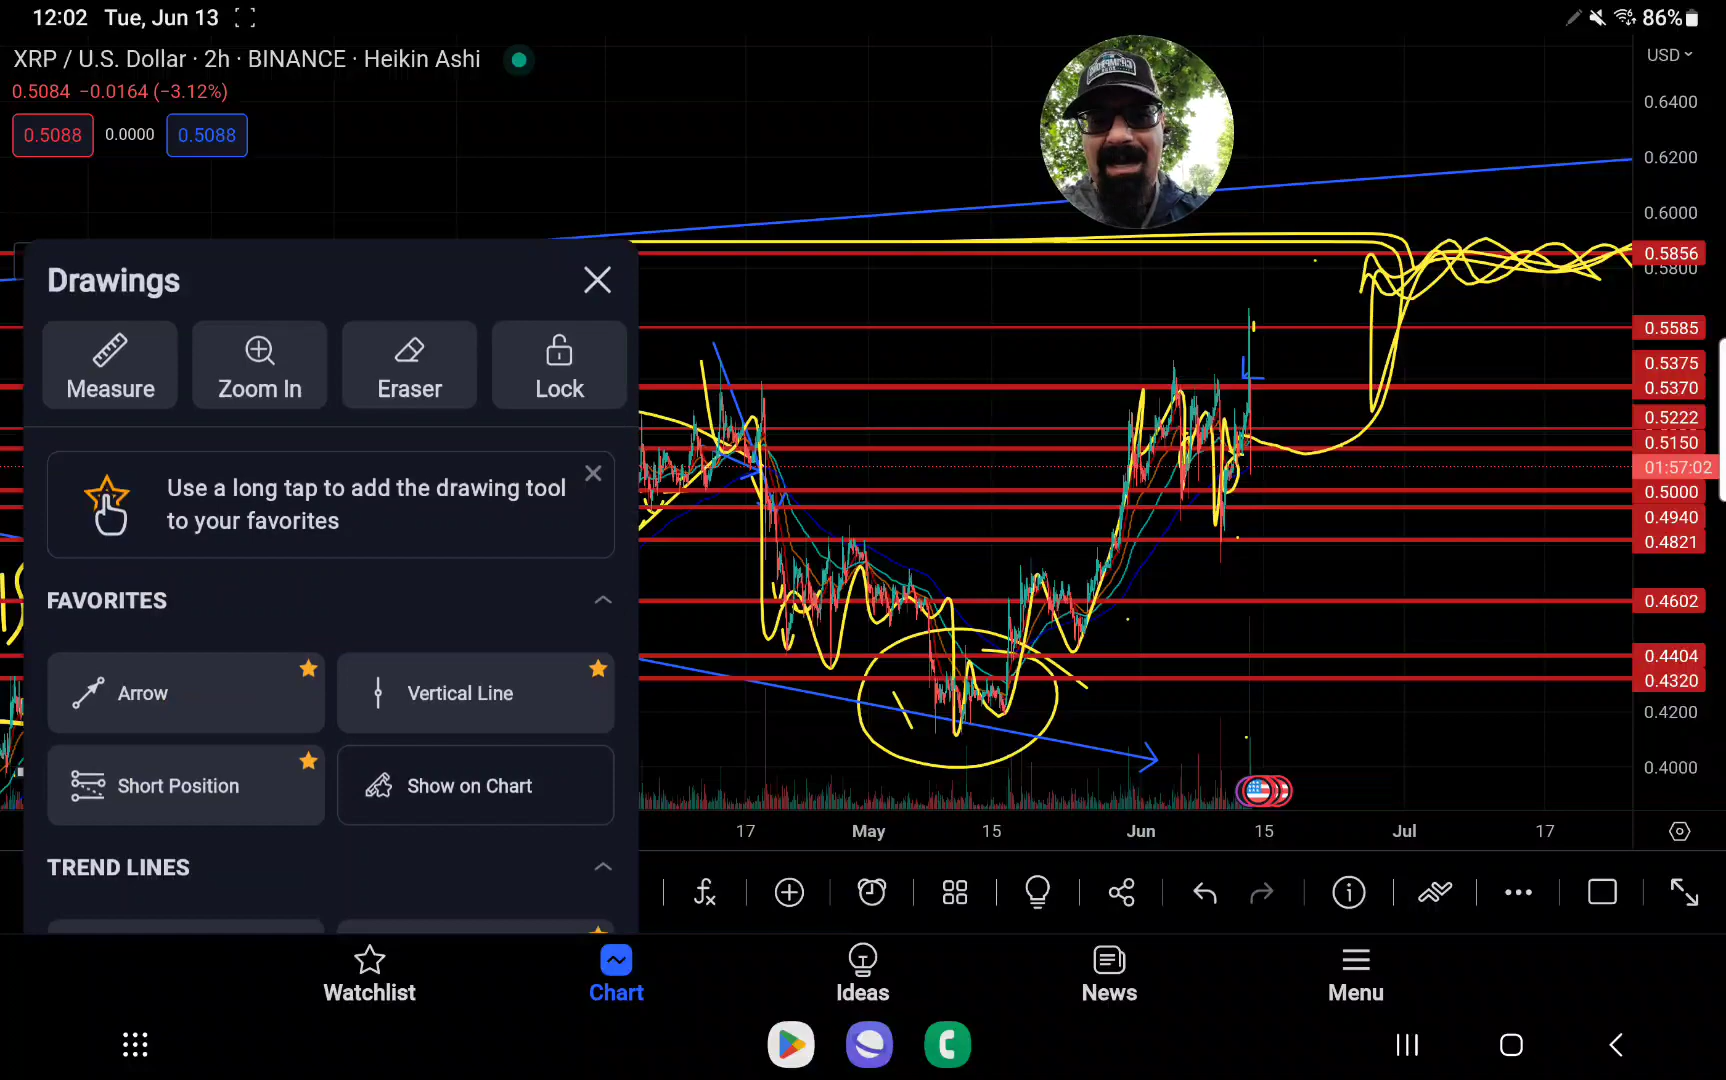 12:02 Tue, Jun 13 86%
XRP / U.S. Dollar · 2h · BINANCE · Heikin Ashi
USD
0.5084 −0.0164 (−3.12%)
0.5088 0.0000 0.5088
0.6400
0.6200
0.6000
0.5856
0.5800
0.5585
0.5375
0.5370
0.5222
0.5150
01:57:02
0.5000
0.4940
0.4821
0.4602
0.4404
0.4320
0.4200
0.4000
Drawings
Measure
Zoom In
Eraser
Lock
Use a long tap to add the drawing tool
to your favorites
FAVORITES
Arrow
Vertical Line
Short Position
Show on Chart
TREND LINES
17 May 15 Jun 15 Jul 17
Watchlist
Chart
Ideas
News
Menu